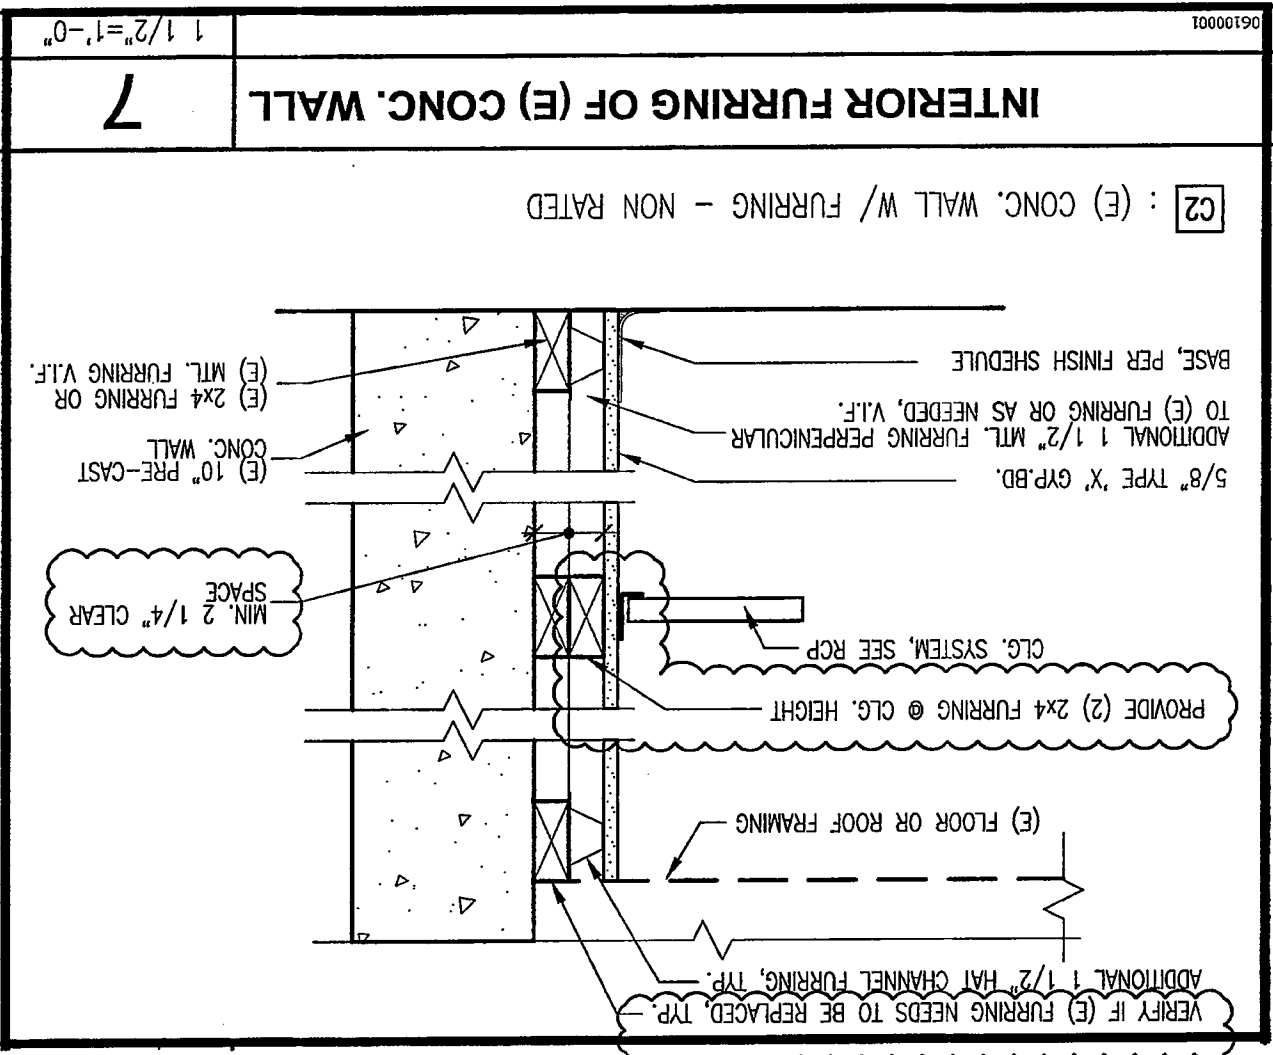 VERIFY IF (E) FURRING NEEDS TO BE REPLACED, TYP.
ADDITIONAL 1 1/2" HAT CHANNEL FURRING, TYP.
(E) FLOOR OR ROOF FRAMING
PROVIDE (2) 2x4 FURRING @ CLG. HEIGHT
CLG. SYSTEM, SEE RCP
MIN. 2 1/4" CLEAR
SPACE
5/8" TYPE 'X' GYP.BD.
ADDITIONAL 1 1/2" MTL. FURRING PERPENICULAR
TO (E) FURRING OR AS NEEDED, V.I.F.
BASE, PER FINISH SHEDULE
(E) 10" PRE-CAST
CONC. WALL
(E) 2x4 FURRING OR
(E) MTL. FURRING V.I.F.
C2 : (E) CONC. WALL W/ FURRING - NON RATED
INTERIOR FURRING OF (E) CONC. WALL
7
06100001
1 1/2"=1'-0"